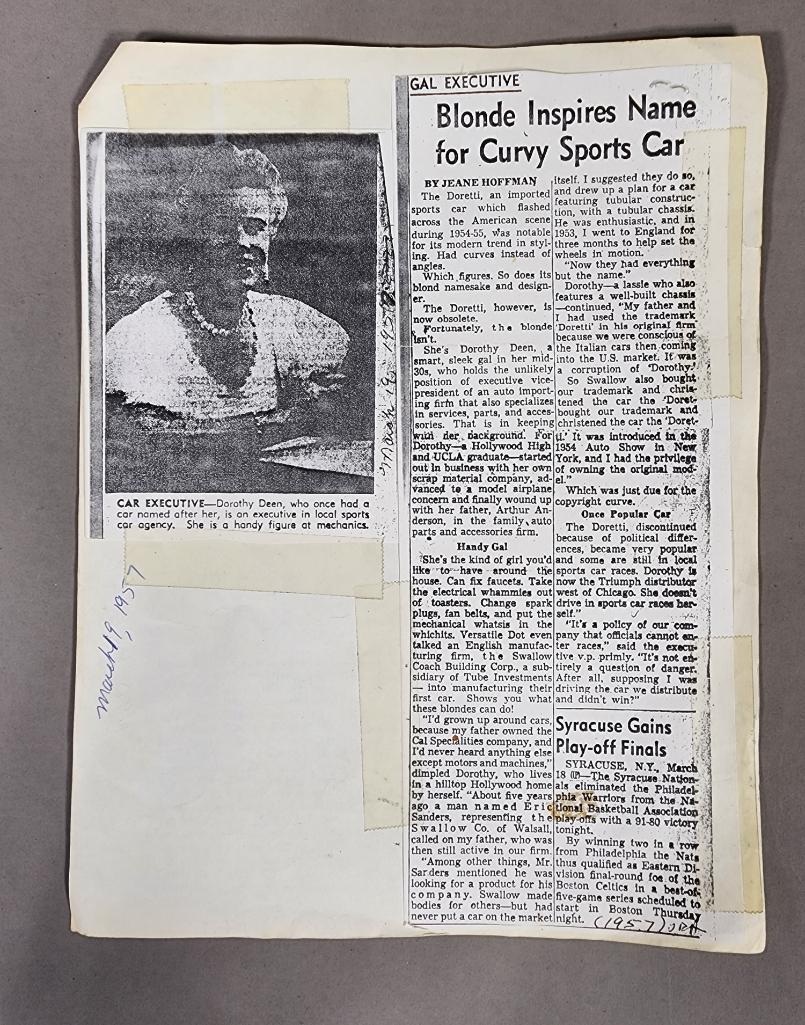 GAL EXECUTIVE
Blonde Inspires Name
for Curvy Sports Car
BY JEANE HOFFMAN
The Doretti, an imported
sports car which flashed
across the American scene
during 1954-55, was notable
for its modern trend in styl-
ing. Had curves instead of
angles.
Which figures. So does its
blond namesake and design-
er.
The Doretti, however, is
now obsolete.
Fortunately, the blonde
isn't.
She's Dorothy Deen, a
smart, sleek gal in her mid-
30s, who holds the unlikely
position of executive vice-
president of an auto import-
ing firm that also specializes
in services, parts, and acces-
sories. That is in keeping
with her background. For
Dorothy—a Hollywood High
and UCLA graduate—started
out in business with her own
scrap material company, ad-
vanced to a model airplane
concern and finally wound up
with her father, Arthur An-
derson, in the family auto
parts and accessories firm.
Handy Gal
"She's the kind of girl you'd
like to have around the
house. Can fix faucets. Take
the electrical whammies out
of toasters. Change spark
plugs, fan belts, and put the
mechanical whatsis in the
whichits. Versatile Dot even
talked an English manufac-
turing firm, the Swallow
Coach Building Corp., a sub-
sidiary of Tube Investments
— into manufacturing their
first car. Shows you what
these blondes can do!
"I'd grown up around cars,
because my father owned the
Cal Specialities company, and
I'd never heard anything else
except motors and machines,"
dimpled Dorothy, who lives
in a hilltop Hollywood home
by herself. "About five years
ago a man named Eric
Sanders, representing the
Swallow Co. of Walsall,
called on my father, who was
then still active in our firm.
"Among other things, Mr.
Sanders mentioned he was
looking for a product for his
company. Swallow made
bodies for others—but had
never put a car on the market
itself. I suggested they do so,
and drew up a plan for a car
featuring tubular construc-
tion, with a tubular chassis.
He was enthusiastic, and in
1953, I went to England for
three months to help set the
wheels in motion.
"Now they had everything
but the name."
Dorothy—a lassie who also
features a well-built chassis
—continued, "My father and
I had used the trademark
'Doretti' in his original firm
because we were conscious of
the Italian cars then coming
into the U.S. market. It was
a corruption of 'Dorothy.'
So Swallow also bought
our trademark and chris-
tened the car the 'Doret-
bought our trademark and
christened the car the 'Doret-
ti.' It was introduced in the
1954 Auto Show in New
York, and I had the privilege
of owning the original mod-
el."
Which was just due for the
copyright curve.
Once Popular Car
The Doretti, discontinued
because of political differ-
ences, became very popular
and some are still in local
sports car races. Dorothy is
now the Triumph distributor
west of Chicago. She doesn't
drive in sports car races her-
self."
"It's a policy of our com-
pany that officials cannot en-
ter races," said the execu-
tive v.p. primly. "It's not en-
tirely a question of danger.
After all, supposing I was
driving the car we distribute
and didn't win?"
Syracuse Gains
Play-off Finals
SYRACUSE, N.Y., March
18 (P)—The Syracuse Nation-
als eliminated the Philadel-
phia Warriors from the Na-
tional Basketball Association
play-offs with a 91-80 victory
tonight.
By winning two in a row
from Philadelphia the Nats
thus qualified as Eastern Di-
vision final-round foe of the
Boston Celtics in a best-of-
five-game series scheduled to
start in Boston Thursday
night.
(1957)
CAR EXECUTIVE—Dorothy Deen, who once had a
car named after her, is an executive in local sports
car agency. She is a handy figure at mechanics.
March 19, 1957
March 19, 1957